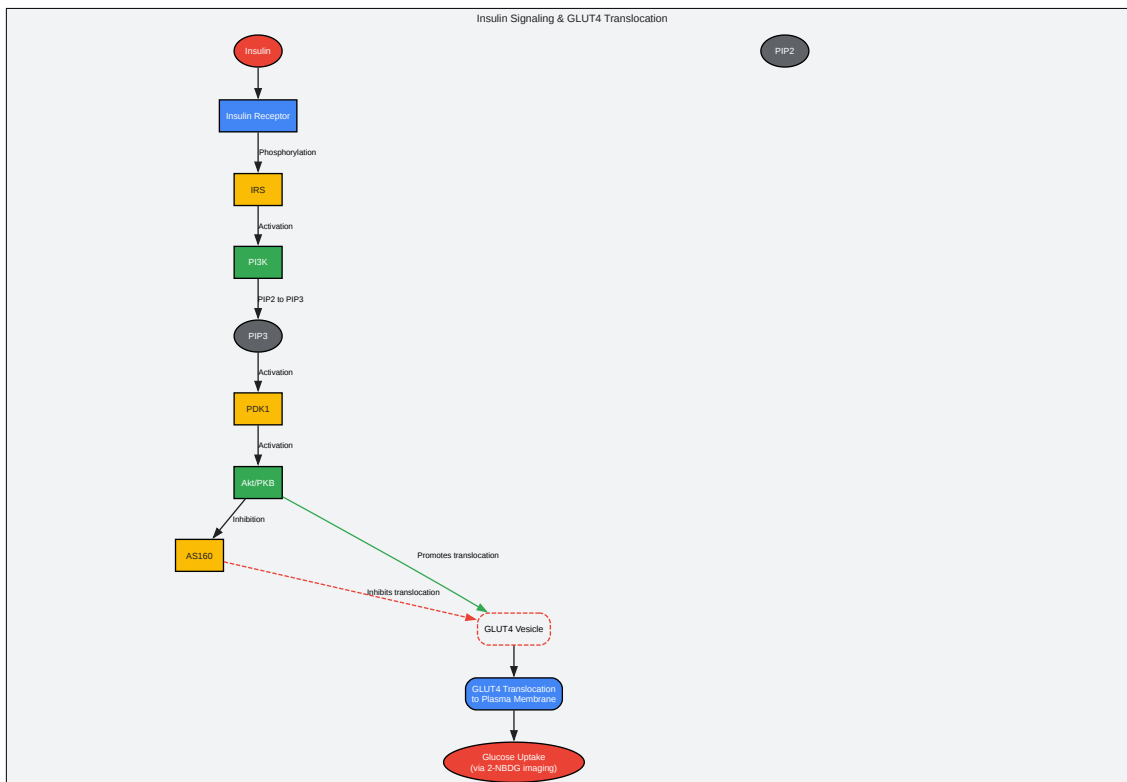 Insulin Signaling & GLUT4 Translocation
Insulin
PIP2
Insulin Receptor
Phosphorylation
IRS
Activation
PI3K
PIP2 to PIP3
PIP3
Activation
PDK1
Activation
Akt/PKB
Inhibition
AS160
Promotes translocation
Inhibits translocation
GLUT4 Vesicle
GLUT4 Translocation
to Plasma Membrane
Glucose Uptake
(via 2-NBDG imaging)